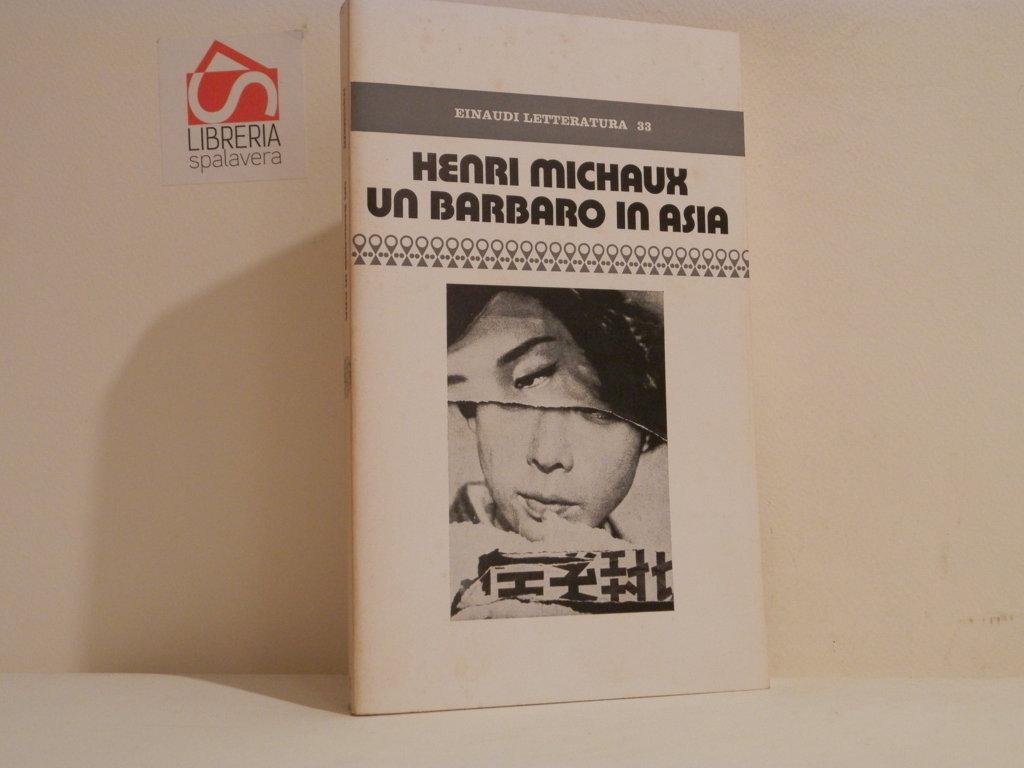 LIBRERIA
spalavera
EINAUDI LETTERATURA 33
HENRI MICHAUX
UN BARBARO IN ASIA